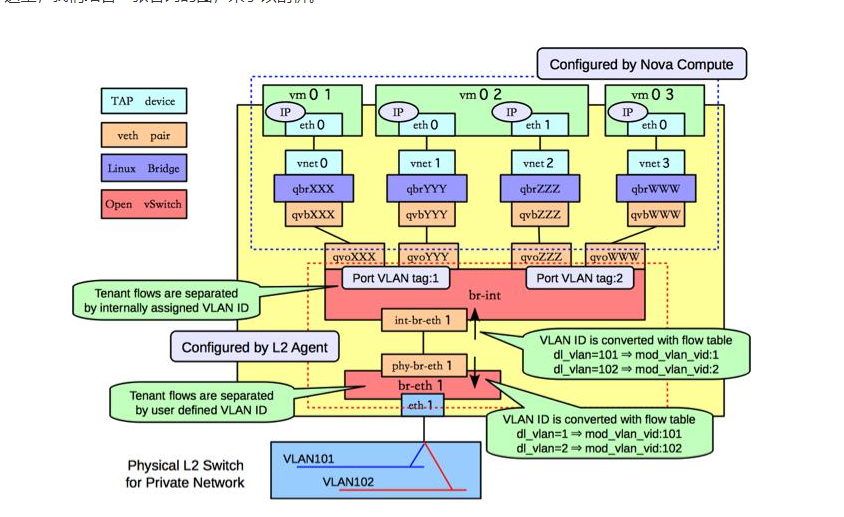 Configured by Nova Compute
vm 0 1
vm 0 2
vm 0 3
TAP device
veth pair
Linux Bridge
Open vSwitch
IP
IP
IP
IP
eth 0
eth 0
eth 1
eth 0
vnet 0
vnet 1
vnet 2
vnet 3
qbrXXX
qbrYYY
qbrZZZ
qbrWWW
qvbXXX
qvbYYY
qvbZZZ
qvbWWW
qvoXXX
qvoYYY
qvoZZZ
qvoWWW
Port VLAN tag:1
Port VLAN tag:2
br-int
Tenant flows are separated
by internally assigned VLAN ID
int-br-eth 1
Configured by L2 Agent
VLAN ID is converted with flow table
dl_vlan=101 ⇒ mod_vlan_vid:1
dl_vlan=102 ⇒ mod_vlan_vid:2
phy-br-eth 1
br-eth 1
eth 1
Tenant flows are separated
by user defined VLAN ID
VLAN ID is converted with flow table
dl_vlan=1 ⇒ mod_vlan_vid:101
dl_vlan=2 ⇒ mod_vlan_vid:102
Physical L2 Switch
for Private Network
VLAN101
VLAN102